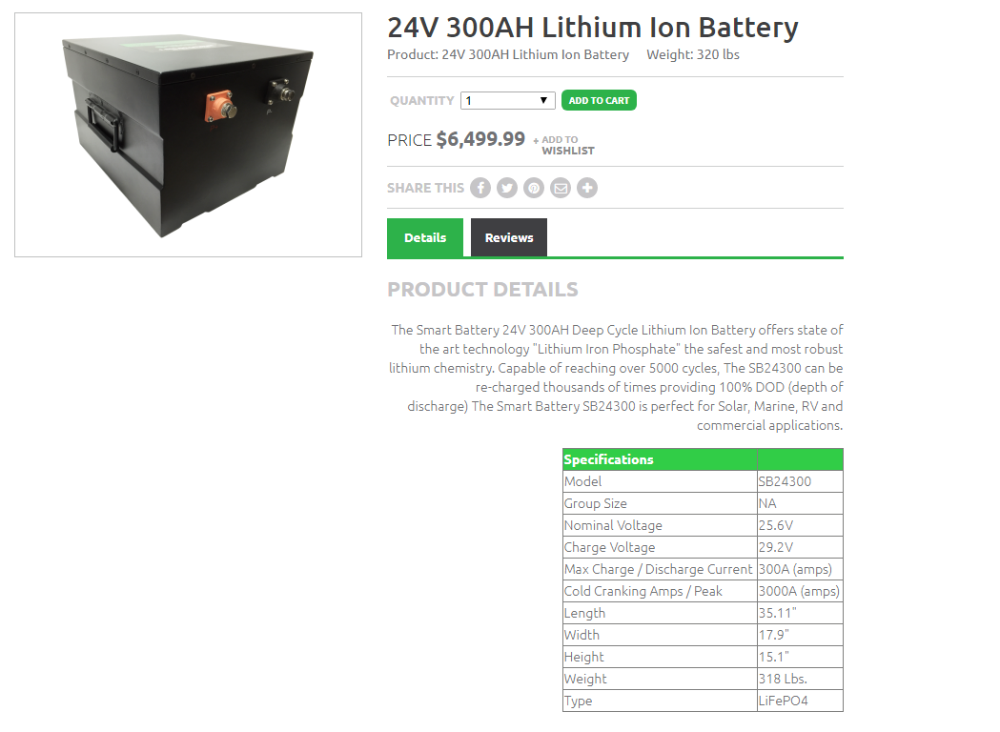 24V 300AH Lithium Ion Battery
Product: 24V 300AH Lithium Ion Battery Weight: 320 lbs
QUANTITY 1 ADD TO CART
PRICE $6,499.99 + ADD TO
WISHLIST
SHARE THIS
Details Reviews
PRODUCT DETAILS
The Smart Battery 24V 300AH Deep Cycle Lithium Ion Battery offers state of
the art technology "Lithium Iron Phosphate" the safest and most robust
lithium chemistry. Capable of reaching over 5000 cycles, The SB24300 can be
re-charged thousands of times providing 100% DOD (depth of
discharge) The Smart Battery SB24300 is perfect for Solar, Marine, RV and
commercial applications.
Specifications
Model SB24300
Group Size NA
Nominal Voltage 25.6V
Charge Voltage 29.2V
Max Charge / Discharge Current 300A (amps)
Cold Cranking Amps / Peak 3000A (amps)
Length 35.11"
Width 17.9"
Height 15.1"
Weight 318 Lbs.
Type LiFePO4